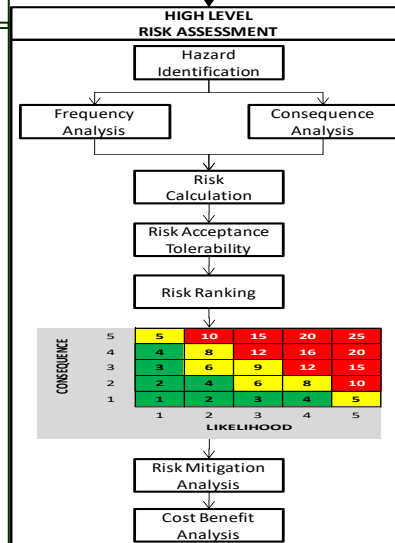 HIGH LEVEL
RISK ASSESSMENT
Hazard
Identification
Frequency
Analysis
Consequence
Analysis
Risk
Calculation
Risk Acceptance
Tolerability
Risk Ranking
CONSEQUENCE
5 5 10 15 20 25
4 4 8 12 16 20
3 3 6 9 12 15
2 2 4 6 8 10
1 1 2 3 4 5
1 2 3 4 5
LIKELIHOOD
Risk Mitigation
Analysis
Cost Benefit
Analysis